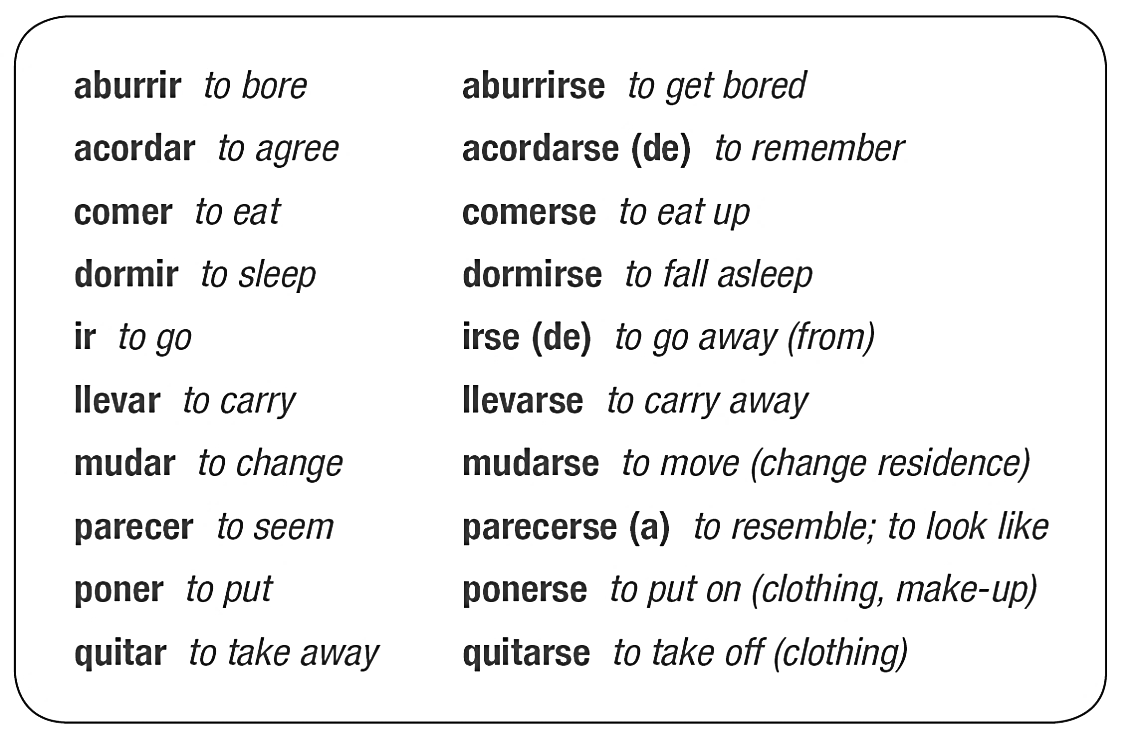 aburrir to bore aburrirse to get bored
acordar to agree acordarse (de) to remember
comer to eat comerse to eat up
dormir to sleep dormirse to fall asleep
ir to go irse (de) to go away (from)
llevar to carry llevarse to carry away
mudar to change mudarse to move (change residence)
parecer to seem parecerse (a) to resemble; to look like
poner to put ponerse to put on (clothing, make-up)
quitar to take away quitarse to take off (clothing)